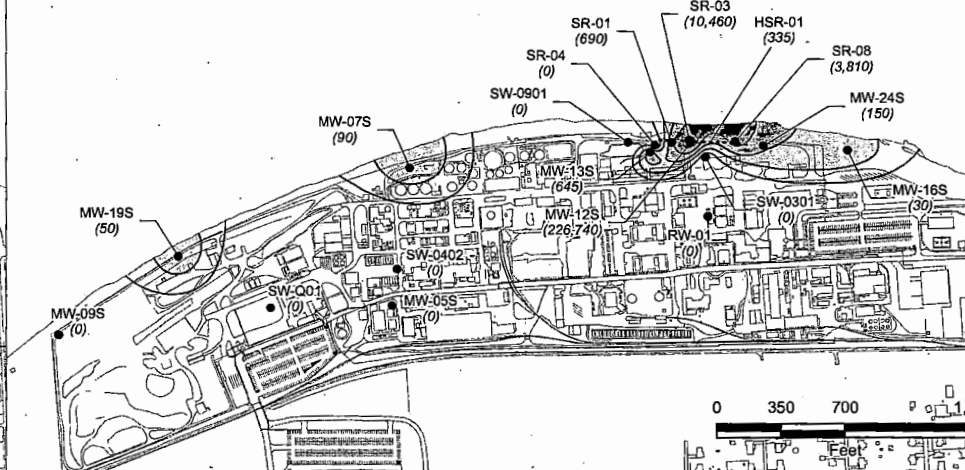 SR-03
(10,460)
SR-01
(690)
HSR-01
(335)
SR-04
(0)
SR-08
(3,810)
SW-0901
(0)
MW-24S
(150)
MW-07S
(90)
MW-13S
(645)
MW-16S
(30)
MW-19S
(50)
MW-12S
(226,740)
SW-0301
(0)
RW-01
(0)
SW-0402
(0)
SW-Q01
(0)
MW-05S
(0)
MW-09S
(0)
0 350 700 1,
Feet